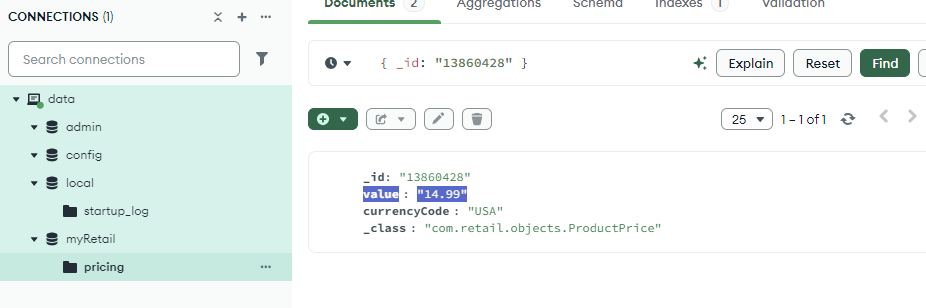 CONNECTIONS (1)
Search connections
data
admin
config
local
startup_log
myRetail
pricing
Documents 2 Aggregations Schema Indexes 1 Validation
{ _id: "13860428" }
Explain Reset Find
25 1 – 1 of 1
_id: "13860428"
value : "14.99"
currencyCode : "USA"
_class : "com.retail.objects.ProductPrice"